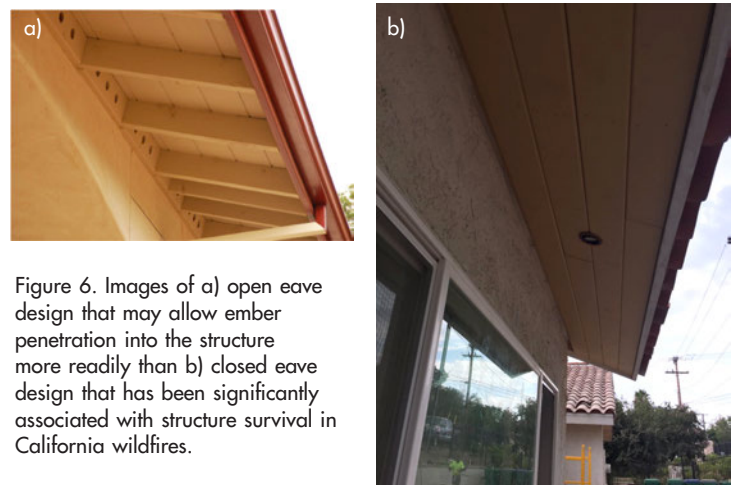 a)
b)
Figure 6. Images of a) open eave
design that may allow ember
penetration into the structure
more readily than b) closed eave
design that has been significantly
associated with structure survival in
California wildfires.